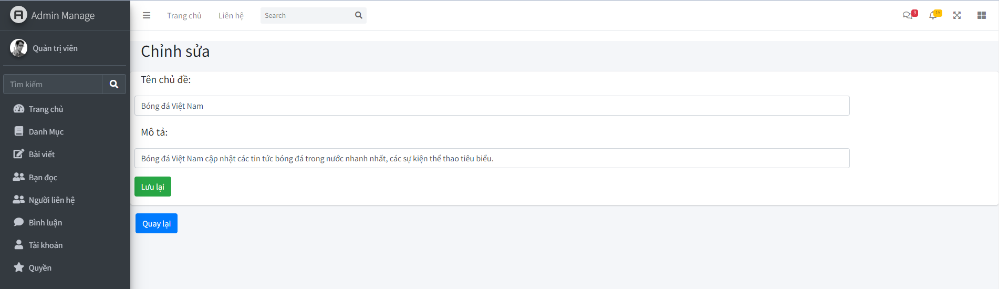 Admin Manage
Quản trị viên
Tìm kiếm
Trang chủ
Danh Mục
Bài viết
Bạn đọc
Người liên hệ
Bình luận
Tài khoản
Quyền
Trang chủ
Liên hệ
Search
3
15
Chỉnh sửa
Tên chủ đề:
Bóng đá Việt Nam
Mô tả:
Bóng đá Việt Nam cập nhật các tin tức bóng đá trong nước nhanh nhất, các sự kiện thể thao tiêu biểu.
Lưu lại
Quay lại